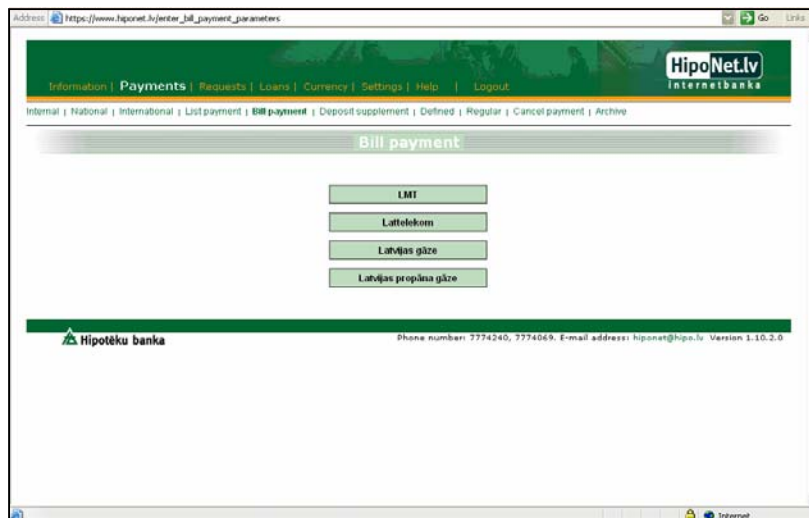 Address https://www.hiponet.lv/enter_bill_payment_parameters Go Links
HipoNet.lv
internetbanka
Information | Payments | Requests | Loans | Currency | Settings | Help | Logout
Internal | National | International | List payment | Bill payment | Deposit supplement | Defined | Regular | Cancel payment | Archive
Bill payment
LMT
Lattelekom
Latvijas gāze
Latvijas propāna gāze
Hipotēku banka Phone number: 7774240, 7774069. E-mail address: hiponet@hipo.lv Version 1.10.2.0
Internet